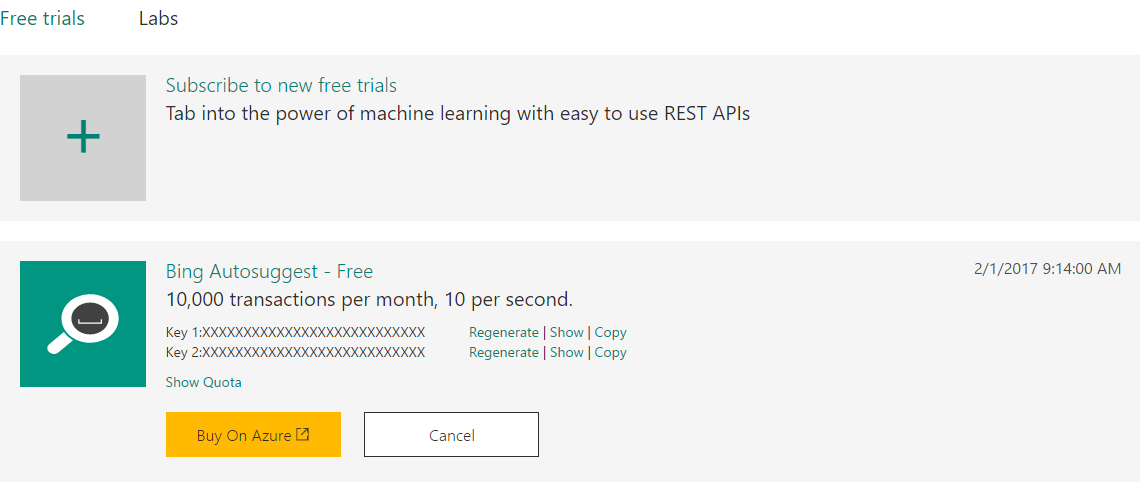 Free trials Labs
Subscribe to new free trials
Tab into the power of machine learning with easy to use REST APIs
Bing Autosuggest - Free 2/1/2017 9:14:00 AM
10,000 transactions per month, 10 per second.
Key 1:XXXXXXXXXXXXXXXXXXXXXXXXXXX Regenerate | Show | Copy
Key 2:XXXXXXXXXXXXXXXXXXXXXXXXXXX Regenerate | Show | Copy
Show Quota
Buy On Azure Cancel